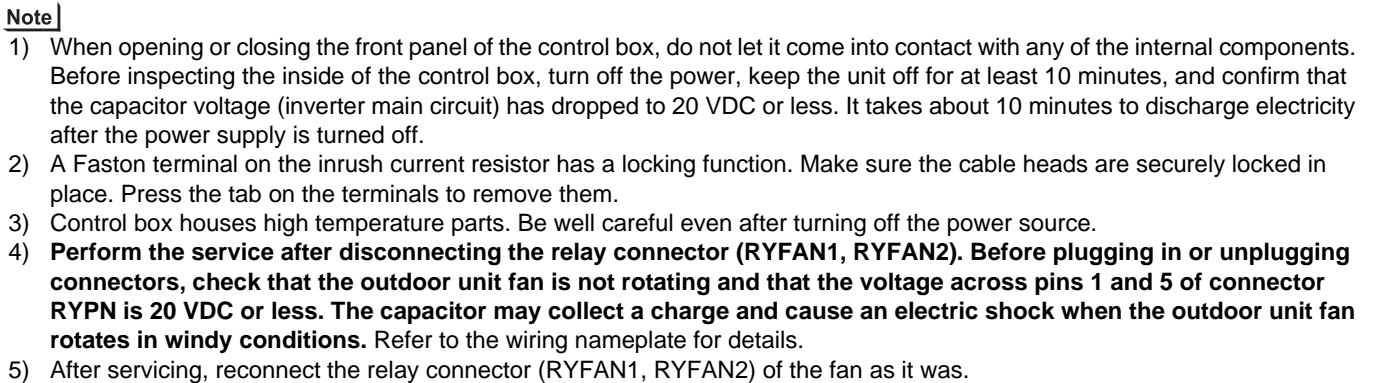 Note
1) When opening or closing the front panel of the control box, do not let it come into contact with any of the internal components.
Before inspecting the inside of the control box, turn off the power, keep the unit off for at least 10 minutes, and confirm that
the capacitor voltage (inverter main circuit) has dropped to 20 VDC or less. It takes about 10 minutes to discharge electricity
after the power supply is turned off.
2) A Faston terminal on the inrush current resistor has a locking function. Make sure the cable heads are securely locked in
place. Press the tab on the terminals to remove them.
3) Control box houses high temperature parts. Be well careful even after turning off the power source.
4) Perform the service after disconnecting the relay connector (RYFAN1, RYFAN2). Before plugging in or unplugging
connectors, check that the outdoor unit fan is not rotating and that the voltage across pins 1 and 5 of connector
RYPN is 20 VDC or less. The capacitor may collect a charge and cause an electric shock when the outdoor unit fan
rotates in windy conditions. Refer to the wiring nameplate for details.
5) After servicing, reconnect the relay connector (RYFAN1, RYFAN2) of the fan as it was.